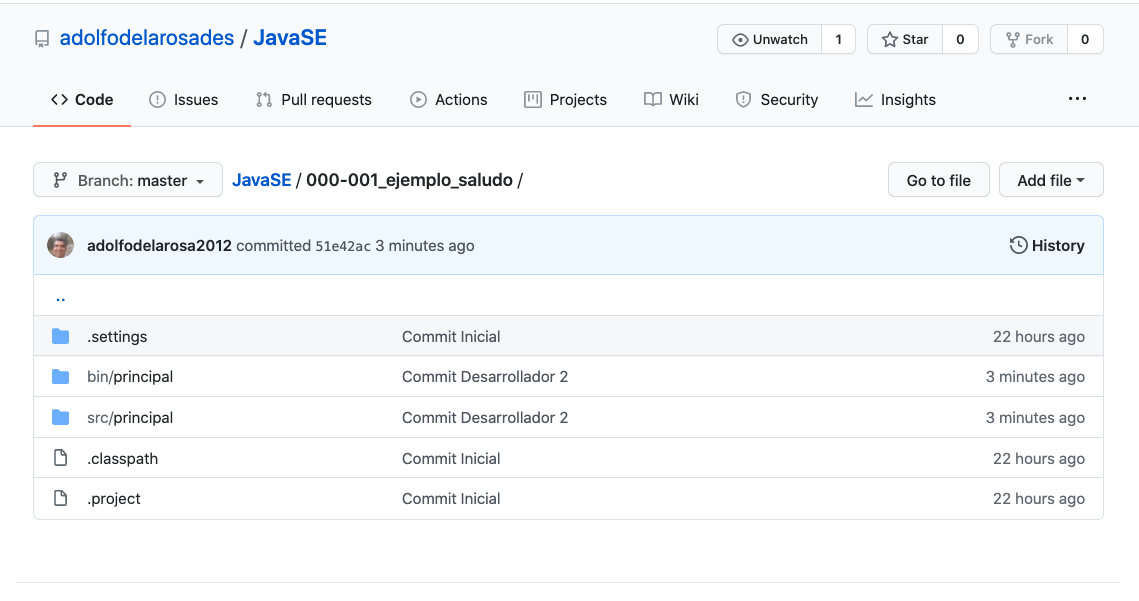 adolfodelarosades / JavaSE
Unwatch 1 Star 0 Fork 0
Code Issues Pull requests Actions Projects Wiki Security Insights ...
Branch: master JavaSE / 000-001_ejemplo_saludo / Go to file Add file
adolfodelarosa2012 committed 51e42ac 3 minutes ago History
..
.settings Commit Inicial 22 hours ago
bin/principal Commit Desarrollador 2 3 minutes ago
src/principal Commit Desarrollador 2 3 minutes ago
.classpath Commit Inicial 22 hours ago
.project Commit Inicial 22 hours ago